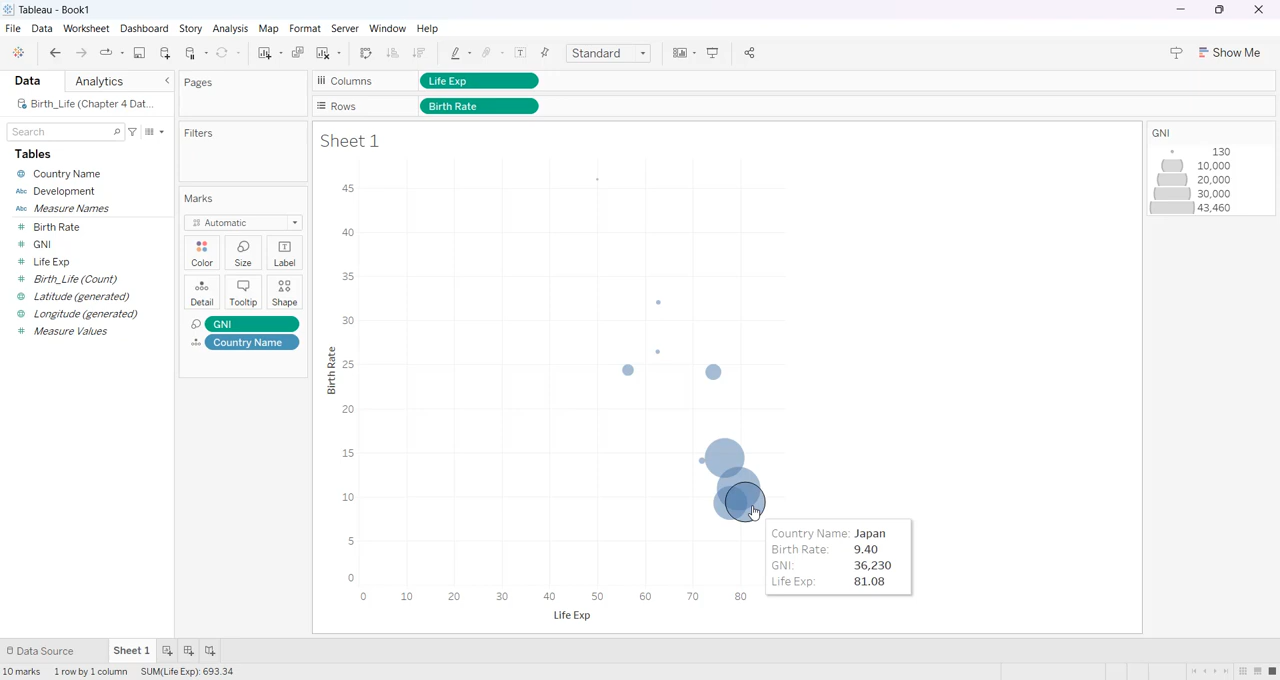 Tableau - Book1
File Data Worksheet Dashboard Story Analysis Map Format Server Window Help
Standard
Show Me
Data Analytics
Birth_Life (Chapter 4 Dat...
Search
Tables
Country Name
Abc Development
Abc Measure Names
# Birth Rate
# GNI
# Life Exp
# Birth_Life (Count)
Latitude (generated)
Longitude (generated)
# Measure Values
Pages
Filters
Marks
Automatic
Color Size Label
Detail Tooltip Shape
GNI
Country Name
Columns Life Exp
Rows Birth Rate
Sheet 1
45
40
35
30
25
20
15
10
5
0
Birth Rate
0 10 20 30 40 50 60 70 80
Life Exp
Country Name: Japan
Birth Rate: 9.40
GNI: 36,230
Life Exp: 81.08
GNI
130
10,000
20,000
30,000
43,460
Data Source Sheet 1
10 marks 1 row by 1 column SUM(Life Exp): 693.34